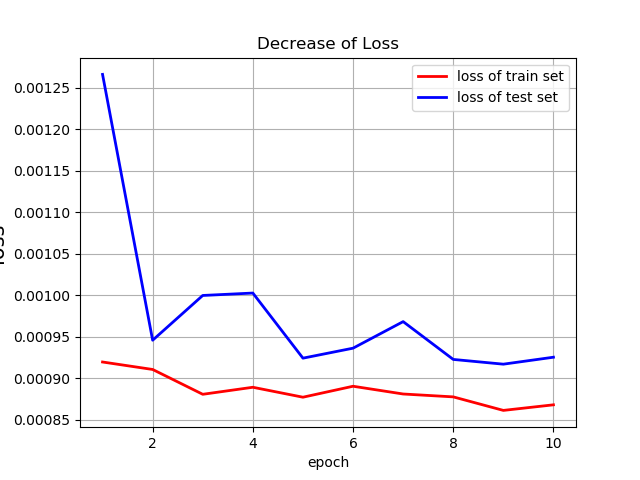 Decrease of Loss
loss of train set
loss of test set
0.00125
0.00120
0.00115
0.00110
0.00105
0.00100
0.00095
0.00090
0.00085
loss
2 4 6 8 10
epoch